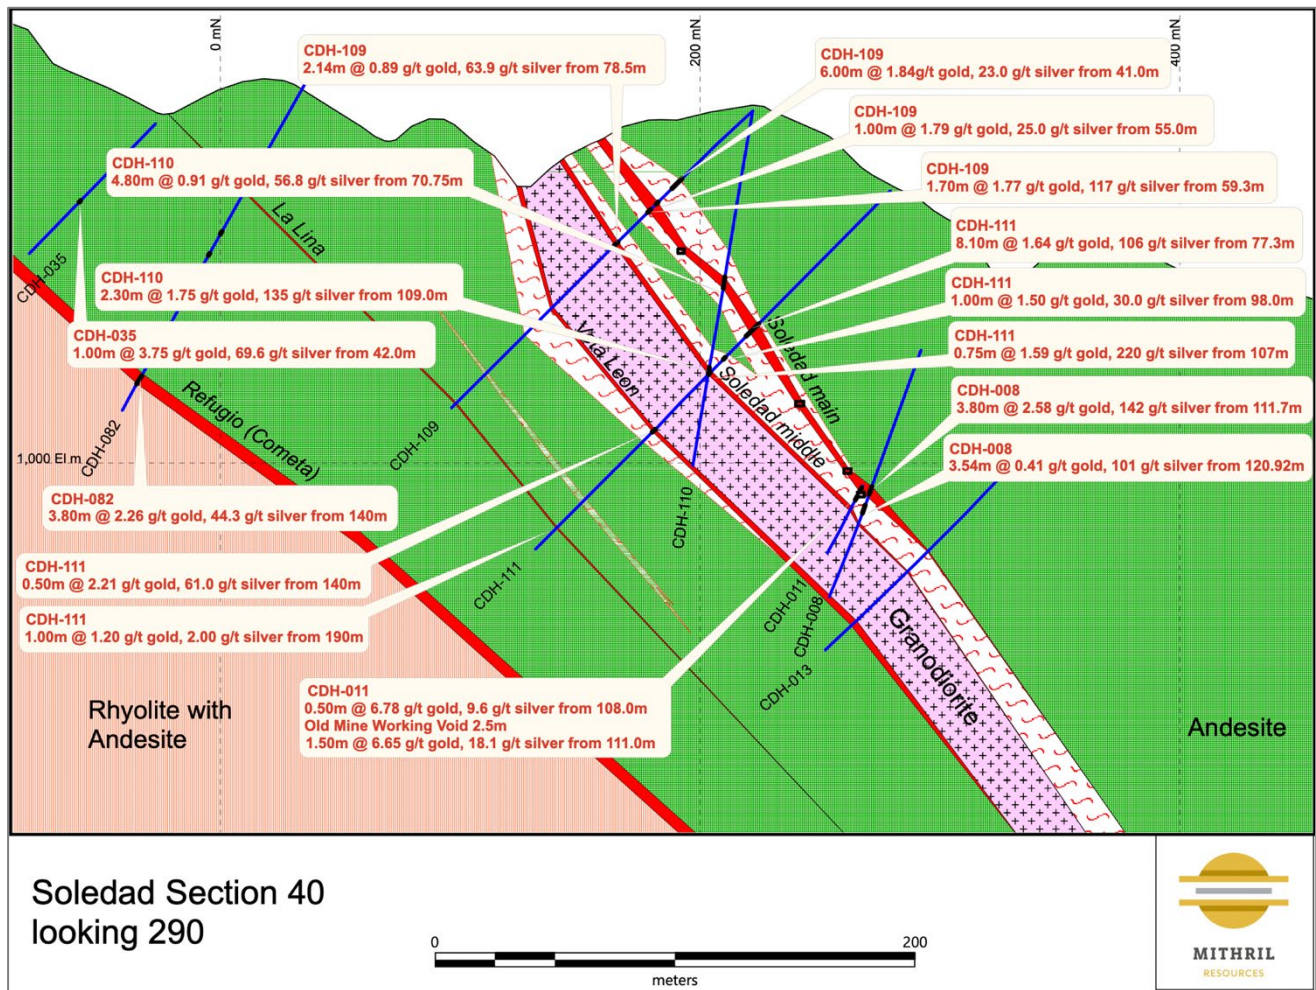 0 mN
200 mN
400 mN
CDH-109
2.14m @ 0.89 g/t gold, 63.9 g/t silver from 78.5m
CDH-109
6.00m @ 1.84g/t gold, 23.0 g/t silver from 41.0m
CDH-109
1.00m @ 1.79 g/t gold, 25.0 g/t silver from 55.0m
CDH-110
4.80m @ 0.91 g/t gold, 56.8 g/t silver from 70.75m
CDH-109
1.70m @ 1.77 g/t gold, 117 g/t silver from 59.3m
La Lina
CDH-111
8.10m @ 1.64 g/t gold, 106 g/t silver from 77.3m
CDH-035
CDH-110
2.30m @ 1.75 g/t gold, 135 g/t silver from 109.0m
CDH-111
1.00m @ 1.50 g/t gold, 30.0 g/t silver from 98.0m
CDH-035
1.00m @ 3.75 g/t gold, 69.6 g/t silver from 42.0m
CDH-111
0.75m @ 1.59 g/t gold, 220 g/t silver from 107m
Soledad main
Leon
Soledad middle
Refugio (Cometa)
CDH-008
3.80m @ 2.58 g/t gold, 142 g/t silver from 111.7m
CDH-082
CDH-109
CDH-008
3.54m @ 0.41 g/t gold, 101 g/t silver from 120.92m
1,000 El m
CDH-082
3.80m @ 2.26 g/t gold, 44.3 g/t silver from 140m
CDH-110
CDH-111
0.50m @ 2.21 g/t gold, 61.0 g/t silver from 140m
CDH-111
CDH-011
CDH-008
CDH-111
1.00m @ 1.20 g/t gold, 2.00 g/t silver from 190m
CDH-013
Granodiorite
CDH-011
0.50m @ 6.78 g/t gold, 9.6 g/t silver from 108.0m
Old Mine Working Void 2.5m
1.50m @ 6.65 g/t gold, 18.1 g/t silver from 111.0m
Rhyolite with
Andesite
Andesite
Soledad Section 40
looking 290
0
200
meters
MITHRIL
RESOURCES